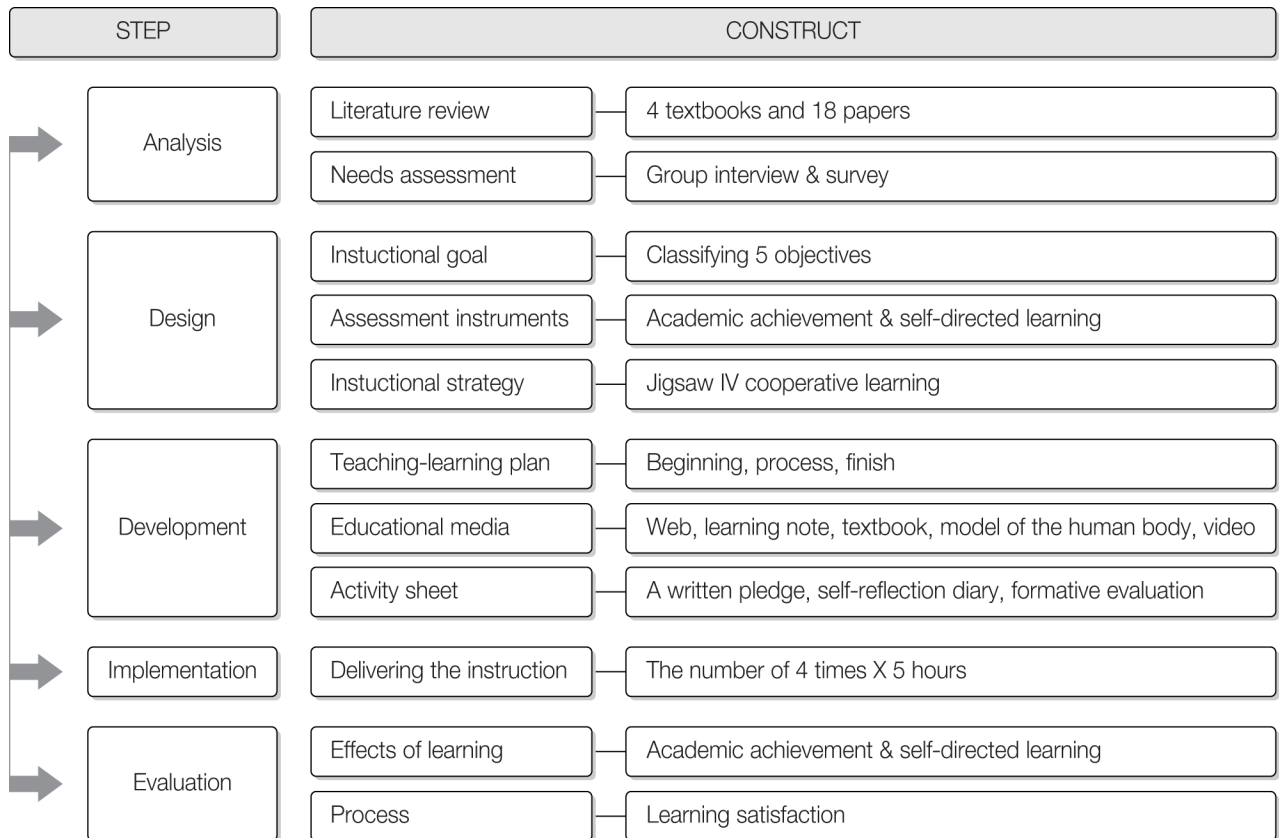 STEP
CONSTRUCT
Analysis
Literature review
4 textbooks and 18 papers
Needs assessment
Group interview & survey
Design
Instuctional goal
Classifying 5 objectives
Assessment instruments
Academic achievement & self-directed learning
Instuctional strategy
Jigsaw IV cooperative learning
Development
Teaching-learning plan
Beginning, process, finish
Educational media
Web, learning note, textbook, model of the human body, video
Activity sheet
A written pledge, self-reflection diary, formative evaluation
Implementation
Delivering the instruction
The number of 4 times X 5 hours
Evaluation
Effects of learning
Academic achievement & self-directed learning
Process
Learning satisfaction